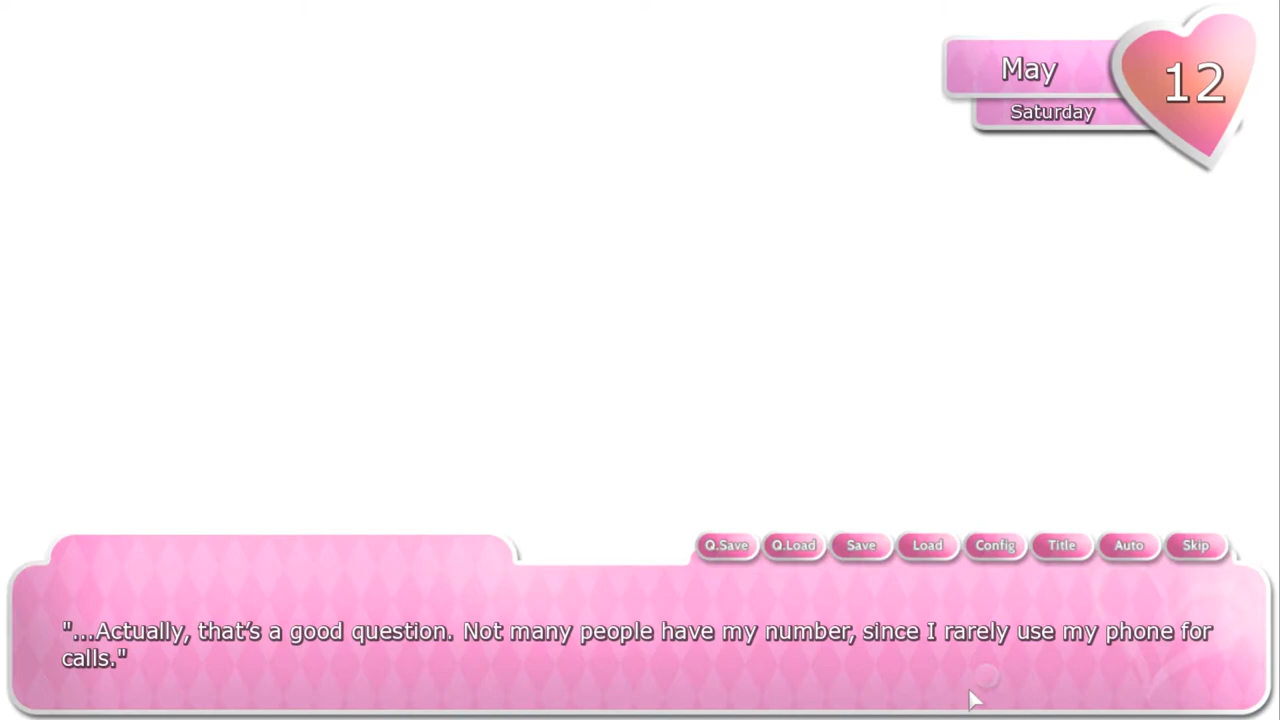 May
12
Saturday
Q.Save
Q.Load
Save
Load
Config
Title
Auto
Skip
"...Actually, that’s a good question. Not many people have my number, since I rarely use my phone for
calls."